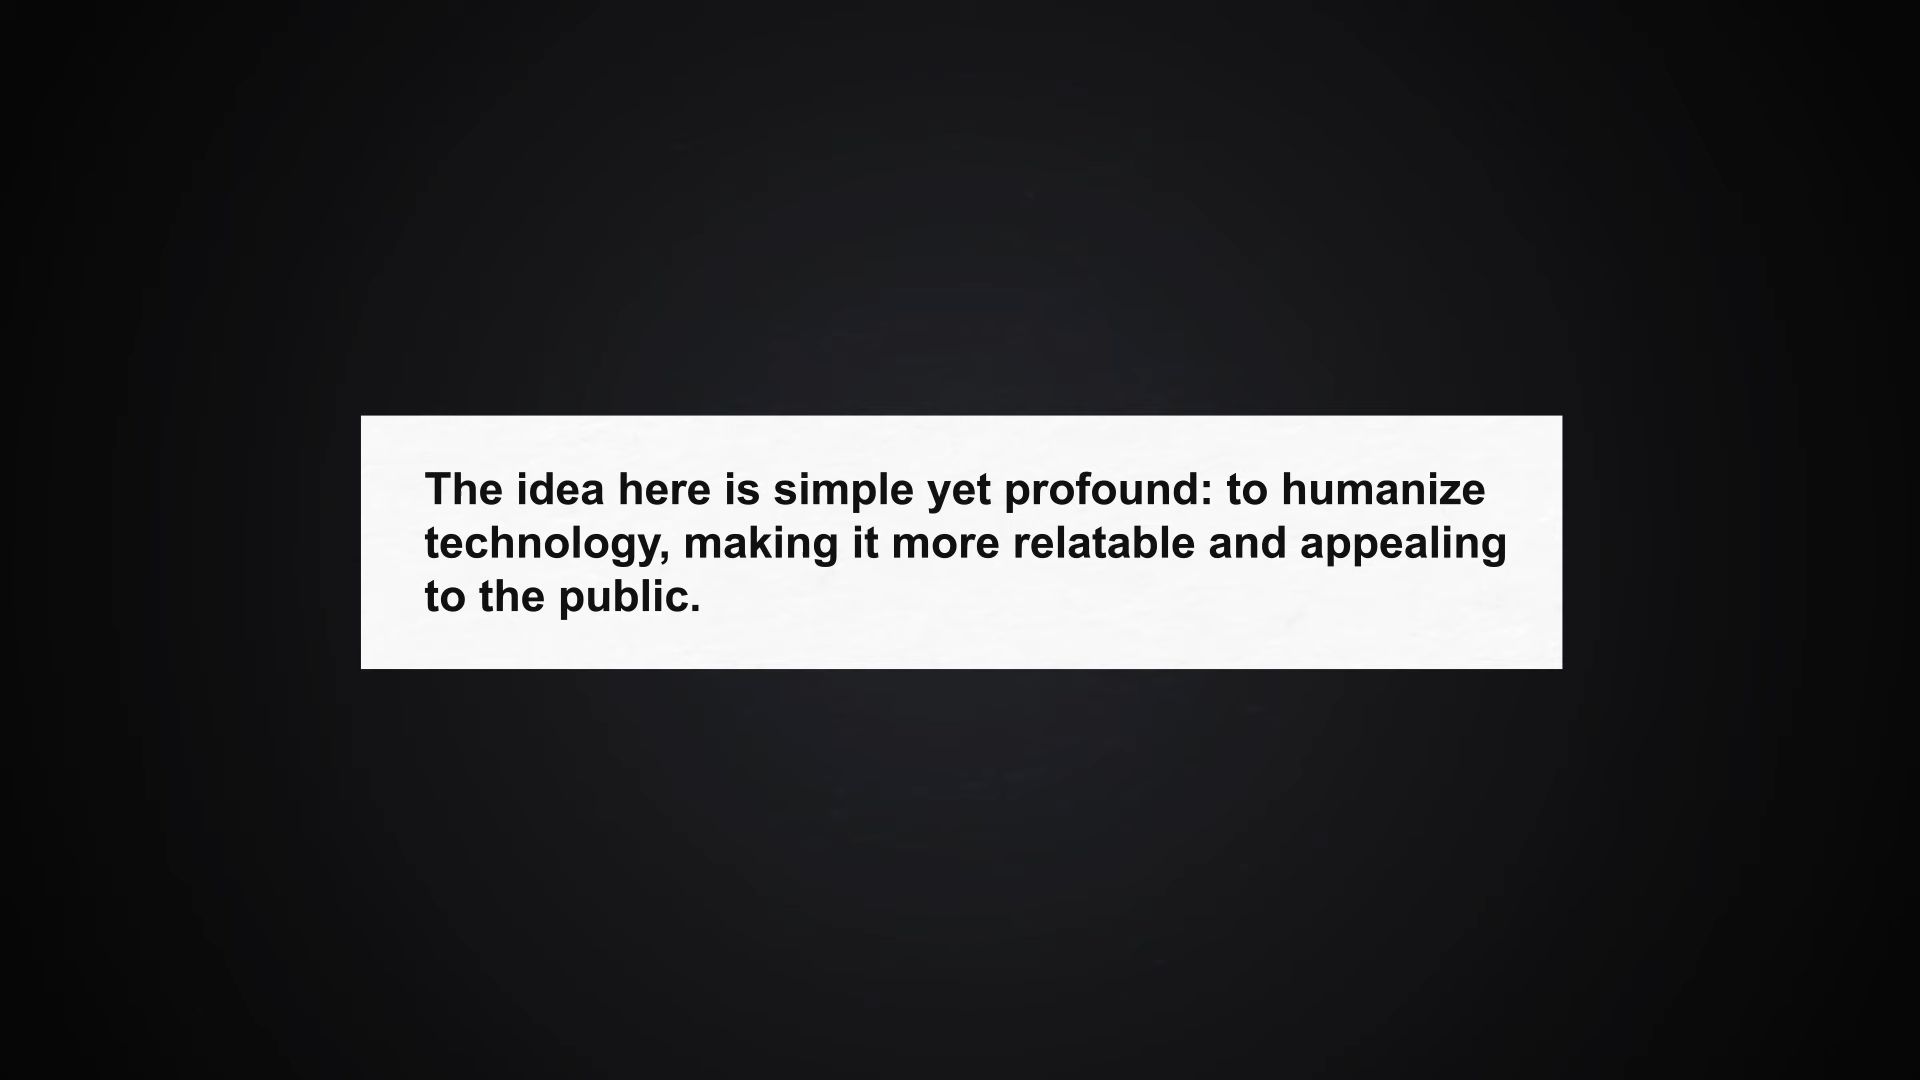 The idea here is simple yet profound: to humanize
technology, making it more relatable and appealing
to the public.